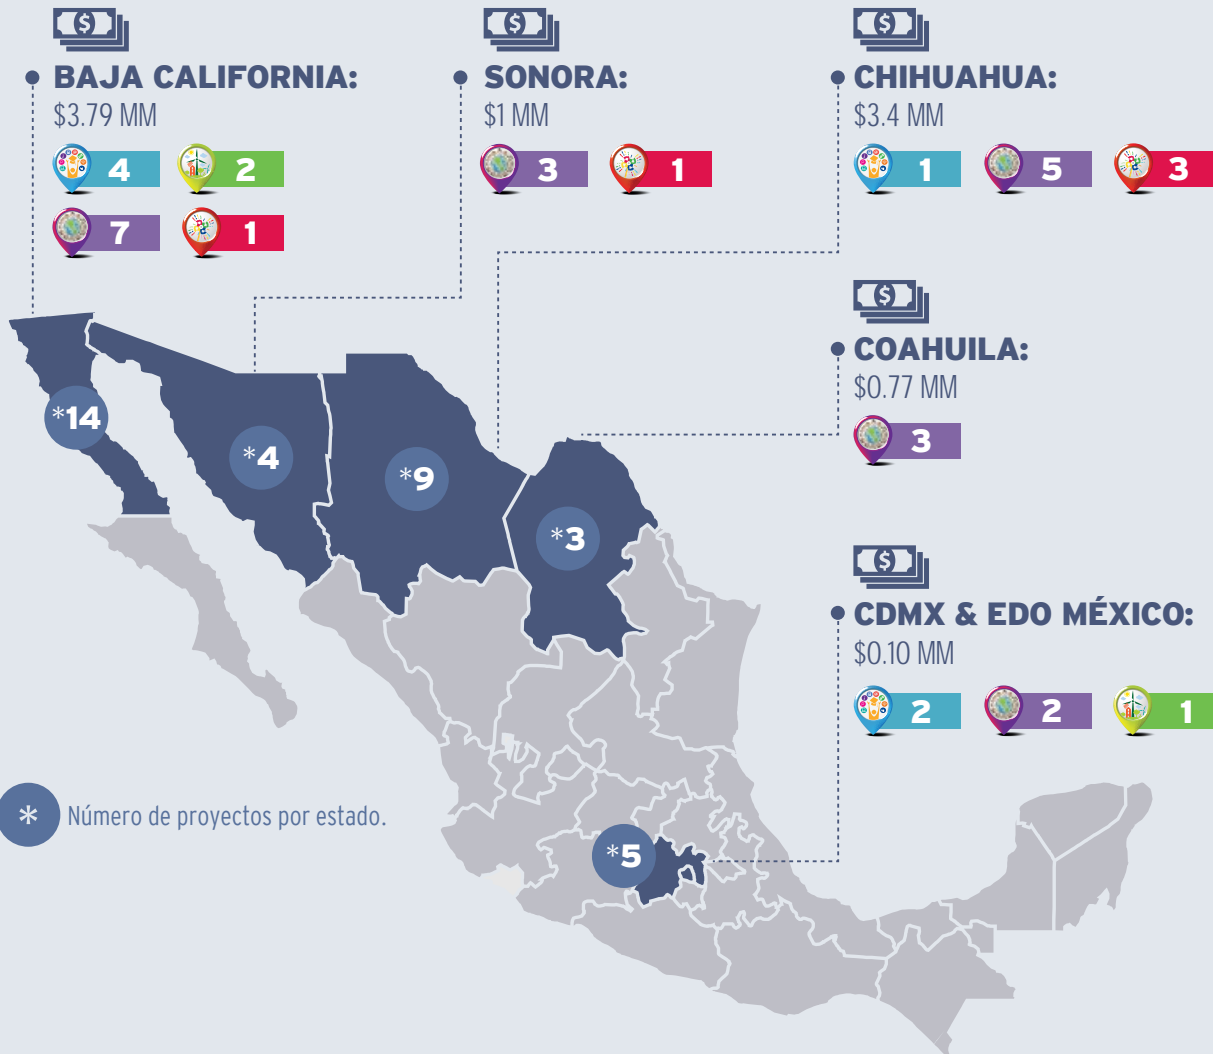 BAJA CALIFORNIA:
$3.79 MM
4
2
7
1
SONORA:
$1 MM
3
1
CHIHUAHUA:
$3.4 MM
1
5
3
COAHUILA:
$0.77 MM
3
CDMX & EDO MÉXICO:
$0.10 MM
2
2
1
*14
*4
*9
*3
*5
* Número de proyectos por estado.